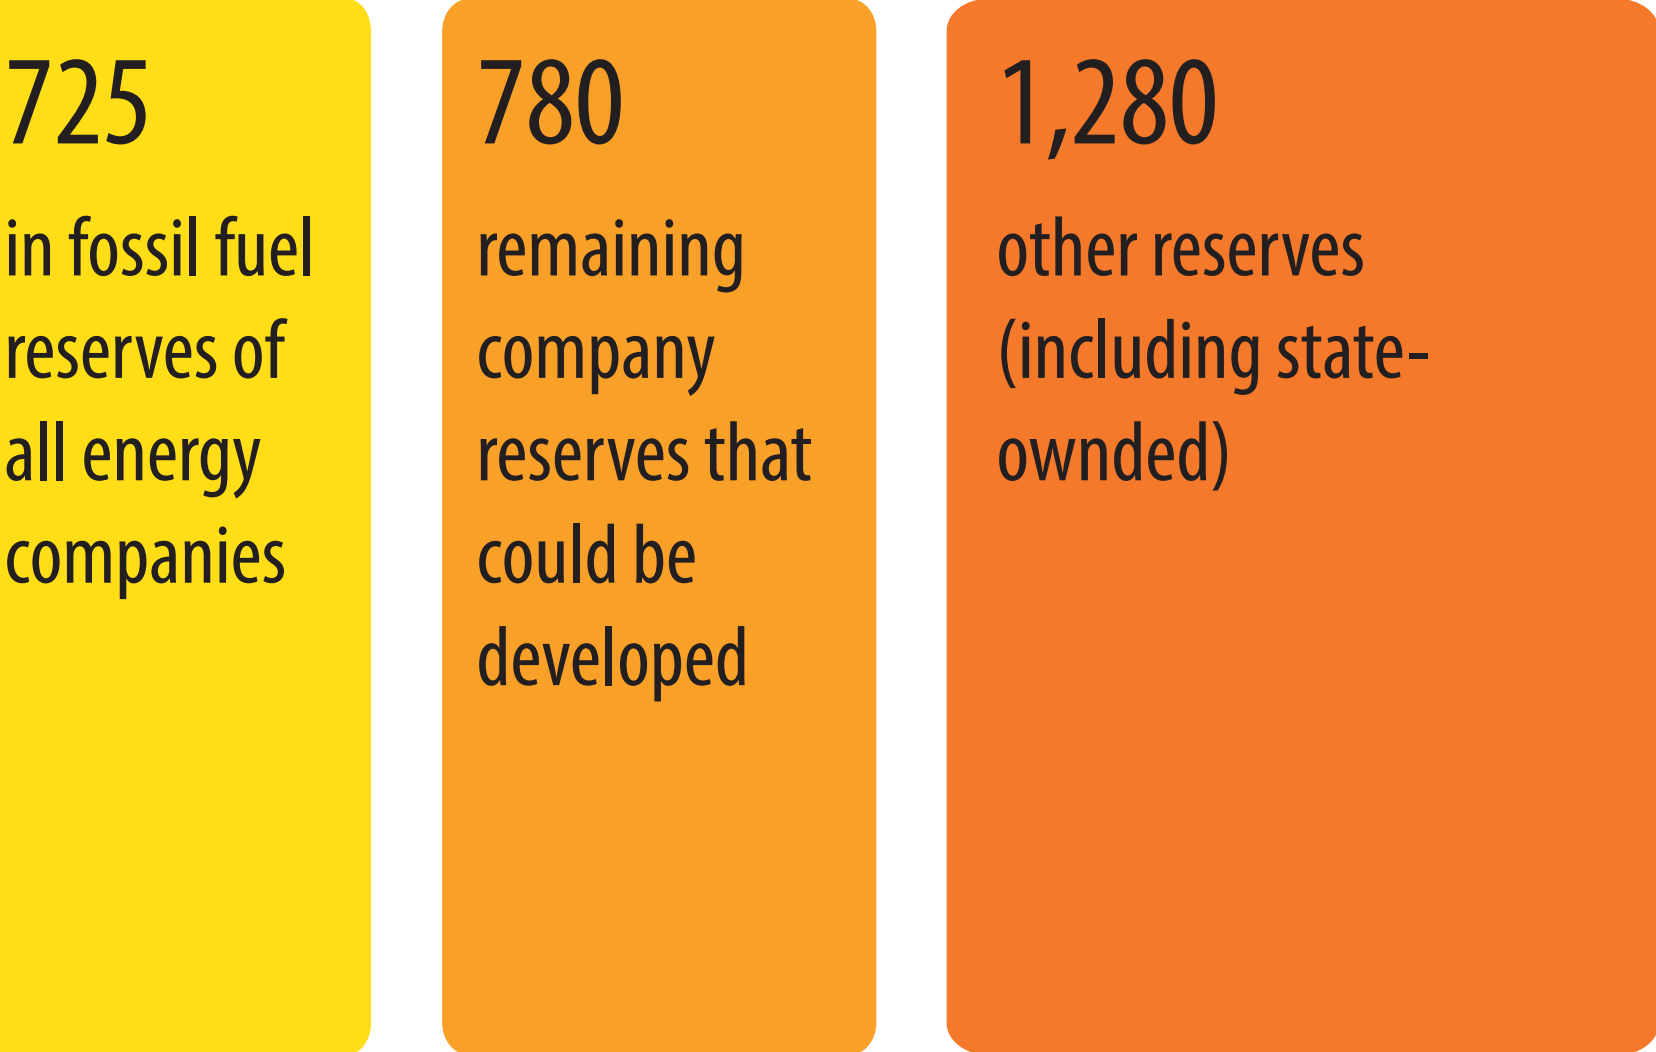 725
in fossil fuel
reserves of
all energy
companies
780
remaining
company
reserves that
could be
developed
1,280
other reserves
(including state-
ownded)